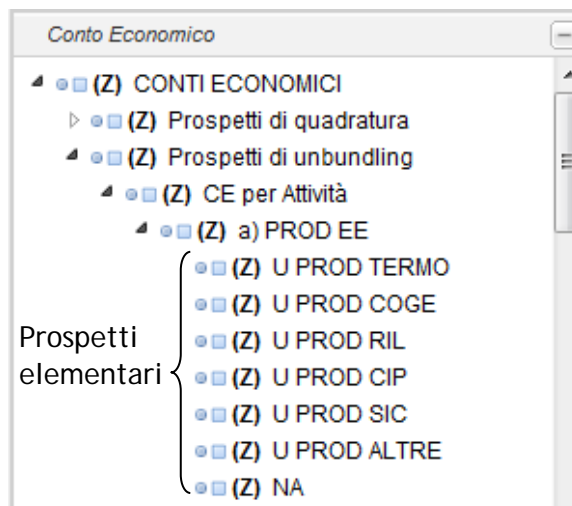 Conto Economico
(Z) CONTI ECONOMICI
(Z) Prospetti di quadratura
(Z) Prospetti di unbundling
(Z) CE per Attività
(Z) a) PROD EE
(Z) U PROD TERMO
(Z) U PROD COGE
(Z) U PROD RIL
(Z) U PROD CIP
(Z) U PROD SIC
(Z) U PROD ALTRE
(Z) NA
Prospetti
elementari